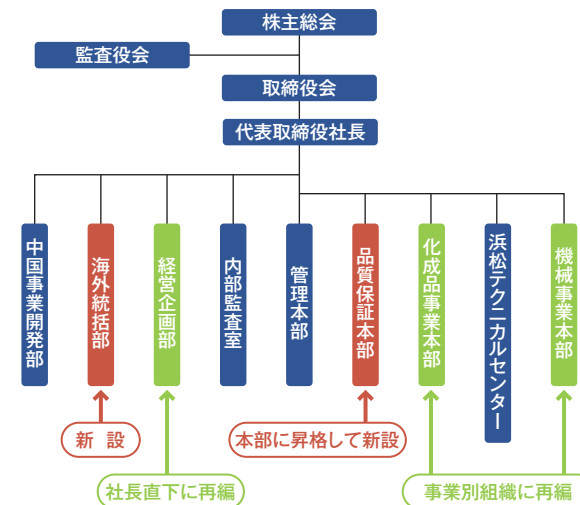 株主総会
監査役会
取締役会
代表取締役社長
中国事業開発部
海外統括部
経営企画部
内部監査室
管理本部
品質保証本部
化成品事業本部
浜松テクニカルセンター
機械事業本部
新 設
本部に昇格して新設
社長直下に再編
事業別組織に再編